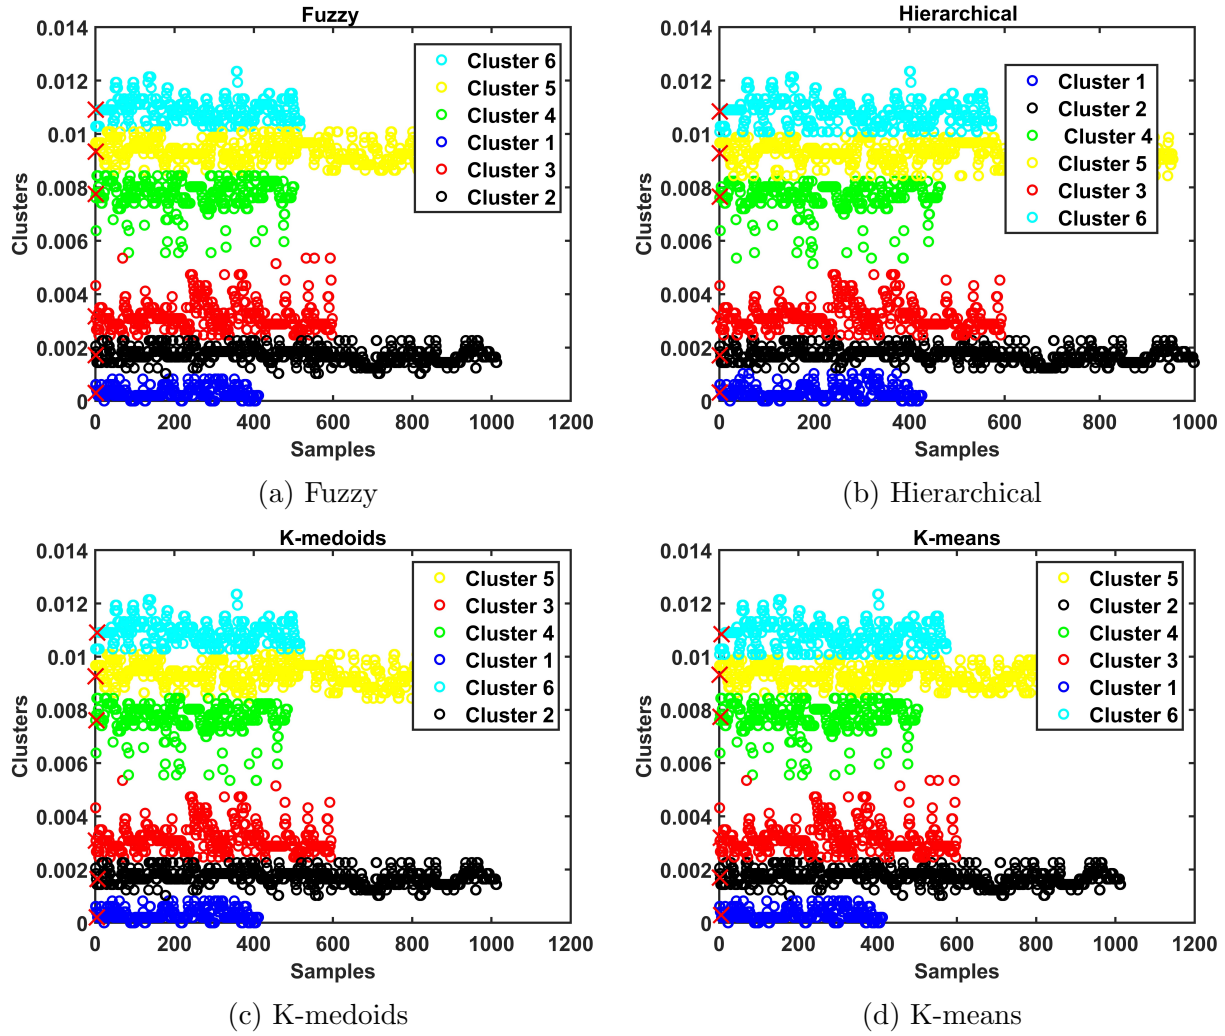 Fuzzy
0.014
0.012
0.01
0.008
0.006
0.004
0.002
0
Clusters
Cluster 6
Cluster 5
Cluster 4
Cluster 1
Cluster 3
Cluster 2
0 200 400 600 800 1000 1200
Samples
(a) Fuzzy
Hierarchical
0.014
0.012
0.01
0.008
0.006
0.004
0.002
0
Clusters
Cluster 1
Cluster 2
Cluster 4
Cluster 5
Cluster 3
Cluster 6
0 200 400 600 800 1000
Samples
(b) Hierarchical
K-medoids
0.014
0.012
0.01
0.008
0.006
0.004
0.002
0
Clusters
Cluster 5
Cluster 3
Cluster 4
Cluster 1
Cluster 6
Cluster 2
0 200 400 600 800 1000 1200
Samples
(c) K-medoids
K-means
0.014
0.012
0.01
0.008
0.006
0.004
0.002
0
Clusters
Cluster 5
Cluster 2
Cluster 4
Cluster 3
Cluster 1
Cluster 6
0 200 400 600 800 1000 1200
Samples
(d) K-means